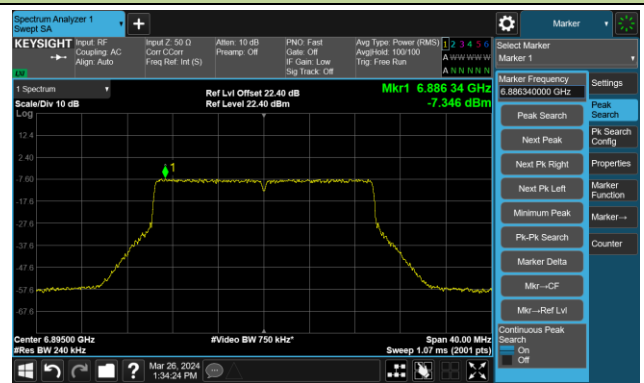 Spectrum Analyzer 1
Swept SA
Marker
KEYSIGHT
Input: RF
Coupling: AC
Align: Auto
Input Z: 50 Ω
Corr CCorr
Freq Ref: Int (S)
Atten: 10 dB
Preamp: Off
PNO: Fast
Gate: Off
IF Gain: Low
Sig Track: Off
Avg Type: Power (RMS)
Avg|Hold: 100/100
Trig: Free Run
1 2 3 4 5 6
A W W W W W
A N N N N N
Select Marker
Marker 1
1 Spectrum
Scale/Div 10 dB
Log
Ref Lvl Offset 22.40 dB
Ref Level 22.40 dBm
Mkr1 6.886 34 GHz
-7.346 dBm
12.4
2.40
-7.60
-17.6
-27.6
-37.6
-47.6
-57.6
-67.6
1
Center 6.89500 GHz
#Res BW 240 kHz
#Video BW 750 kHz*
Span 40.00 MHz
Sweep 1.07 ms (2001 pts)
Marker Frequency
6.886340000 GHz
Peak Search
Next Peak
Next Pk Right
Next Pk Left
Minimum Peak
Pk-Pk Search
Marker Delta
Mkr→CF
Mkr→Ref Lvl
Continuous Peak
Search
On
Off
Settings
Peak
Search
Pk Search
Config
Properties
Marker
Function
Marker→
Counter
?
Mar 26, 2024
1:34:24 PM